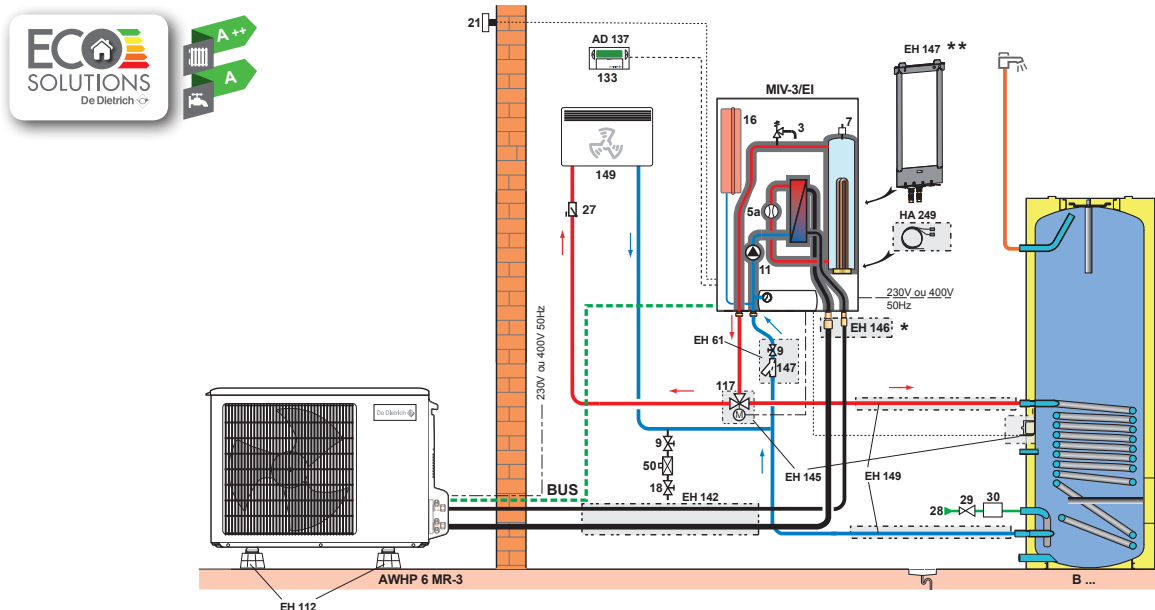 ECO
SOLUTIONS
De Dietrich
A ++
A
21
AD 137
133
149
27
MIV-3/EI
16
3
7
5a
11
EH 147 **
HA 249
230V ou 400V
50Hz
EH 146 *
EH 61
9
147
117
M
230V ou 400V 50Hz
De Dietrich
BUS
9
50
18
EH 142
EH 145
EH 149
28
29
30
AWHP 6 MR-3
EH 112
B ...